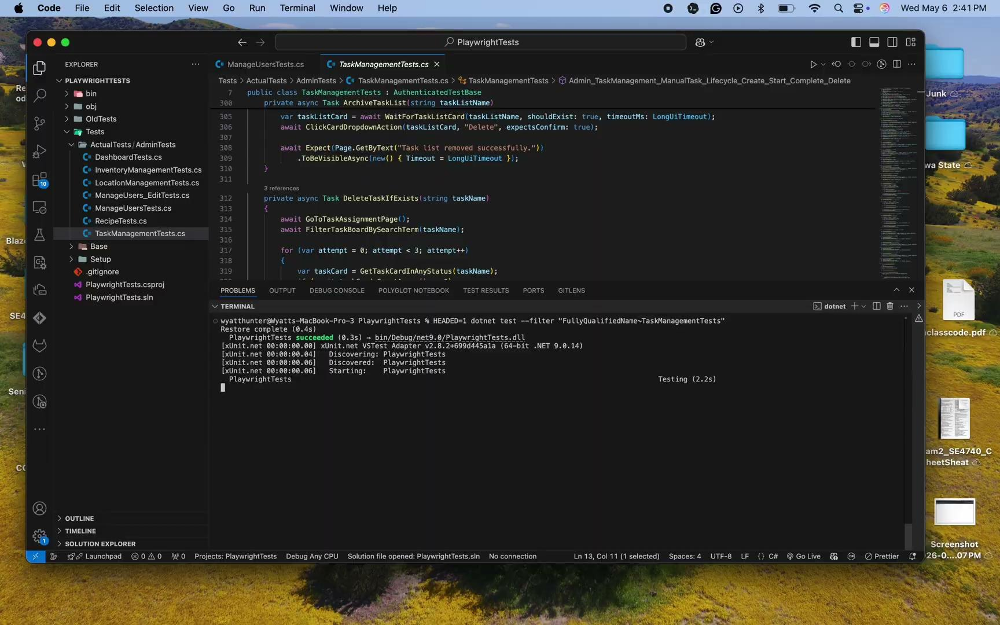 Code File Edit Selection View Go Run Terminal Window Help Wed May 6 2:41 PM
PlaywrightTests
EXPLORER
PLAYWRIGHTTESTS
bin
obj
OldTests
Tests
ActualTests / AdminTests
DashboardTests.cs
InventoryManagementTests.cs
LocationManagementTests.cs
ManageUsers_EditTests.cs
ManageUsersTests.cs
RecipeTests.cs
TaskManagementTests.cs
Base
Setup
.gitignore
PlaywrightTests.csproj
PlaywrightTests.sln
OUTLINE
TIMELINE
SOLUTION EXPLORER
10
1
ManageUsersTests.cs TaskManagementTests.cs
Tests > ActualTests > AdminTests > TaskManagementTests.cs > TaskManagementTests > Admin_TaskManagement_ManualTask_Lifecycle_Create_Start_Complete_Delete
7 public class TaskManagementTests : AuthenticatedTestBase
300 private async Task ArchiveTaskList(string taskListName)
305 var taskListCard = await WaitForTaskListCard(taskListName, shouldExist: true, timeoutMs: LongUiTimeout);
306 await ClickCardDropdownAction(taskListCard, "Delete", expectsConfirm: true);
307
308 await Expect(Page.GetByText("Task list removed successfully."))
309 .ToBeVisibleAsync(new() { Timeout = LongUiTimeout });
310 }
311
3 references
312 private async Task DeleteTaskIfExists(string taskName)
313 {
314 await GoToTaskAssignmentPage();
315 await FilterTaskBoardBySearchTerm(taskName);
316
317 for (var attempt = 0; attempt < 3; attempt++)
318 {
319 var taskCard = GetTaskCardInAnyStatus(taskName);
PROBLEMS OUTPUT DEBUG CONSOLE POLYGLOT NOTEBOOK TEST RESULTS PORTS GITLENS
TERMINAL dotnet
wyatthunter@Wyatts-MacBook-Pro-3 PlaywrightTests % HEADED=1 dotnet test --filter "FullyQualifiedName~TaskManagementTests"
Restore complete (0.4s)
PlaywrightTests succeeded (0.3s) → bin/Debug/net9.0/PlaywrightTests.dll
[xUnit.net 00:00:00.00] xUnit.net VSTest Adapter v2.8.2+699d445a1a (64-bit .NET 9.0.14)
[xUnit.net 00:00:00.04] Discovering: PlaywrightTests
[xUnit.net 00:00:00.06] Discovered: PlaywrightTests
[xUnit.net 00:00:00.06] Starting: PlaywrightTests
PlaywrightTests Testing (2.2s)
Launchpad 0 0 0 Projects: PlaywrightTests Debug Any CPU Solution file opened: PlaywrightTests.sln No connection Ln 13, Col 11 (1 selected) Spaces: 4 UTF-8 LF {} C# Go Live Prettier
Junk
wa State
PDF
classcode.pdf
am2_SE4740_C
heetSheat
Screenshot
26-0....07 PM
Re
od
Blaz
SE4
Seni